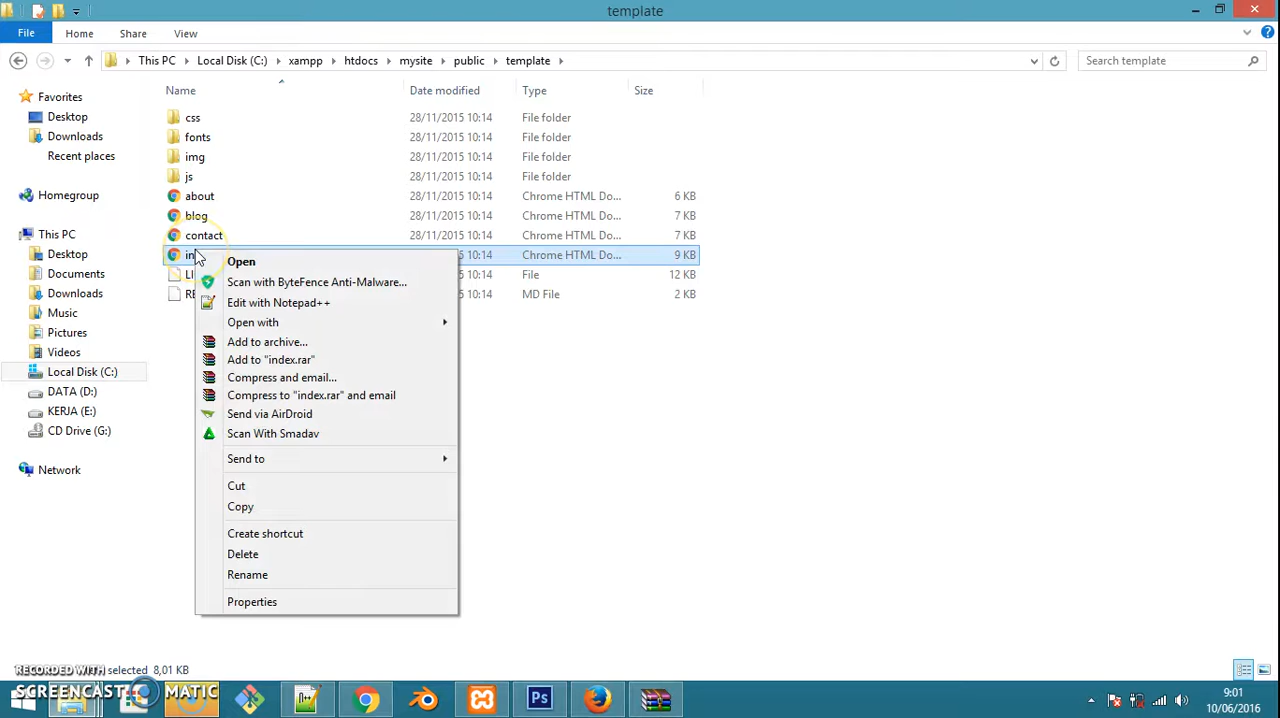 template
File Home Share View
This PC Local Disk (C:) xampp htdocs mysite public template
Search template
Name Date modified Type Size
Favorites
Desktop
Downloads
Recent places
Homegroup
This PC
Desktop
Documents
Downloads
Music
Pictures
Videos
Local Disk (C:)
DATA (D:)
KERJA (E:)
CD Drive (G:)
Network
css 28/11/2015 10:14 File folder
fonts 28/11/2015 10:14 File folder
img 28/11/2015 10:14 File folder
js 28/11/2015 10:14 File folder
about 28/11/2015 10:14 Chrome HTML Do... 6 KB
blog 28/11/2015 10:14 Chrome HTML Do... 7 KB
contact 28/11/2015 10:14 Chrome HTML Do... 7 KB
in 10:14 Chrome HTML Do... 9 KB
LI 10:14 File 12 KB
RE 10:14 MD File 2 KB
Open
Scan with ByteFence Anti-Malware...
Edit with Notepad++
Open with
Add to archive...
Add to "index.rar"
Compress and email...
Compress to "index.rar" and email
Send via AirDroid
Scan With Smadav
Send to
Cut
Copy
Create shortcut
Delete
Rename
Properties
selected 8,01 KB
RECORDED WITH
SCREENCAST MATIC
Ps
9:01
10/06/2016